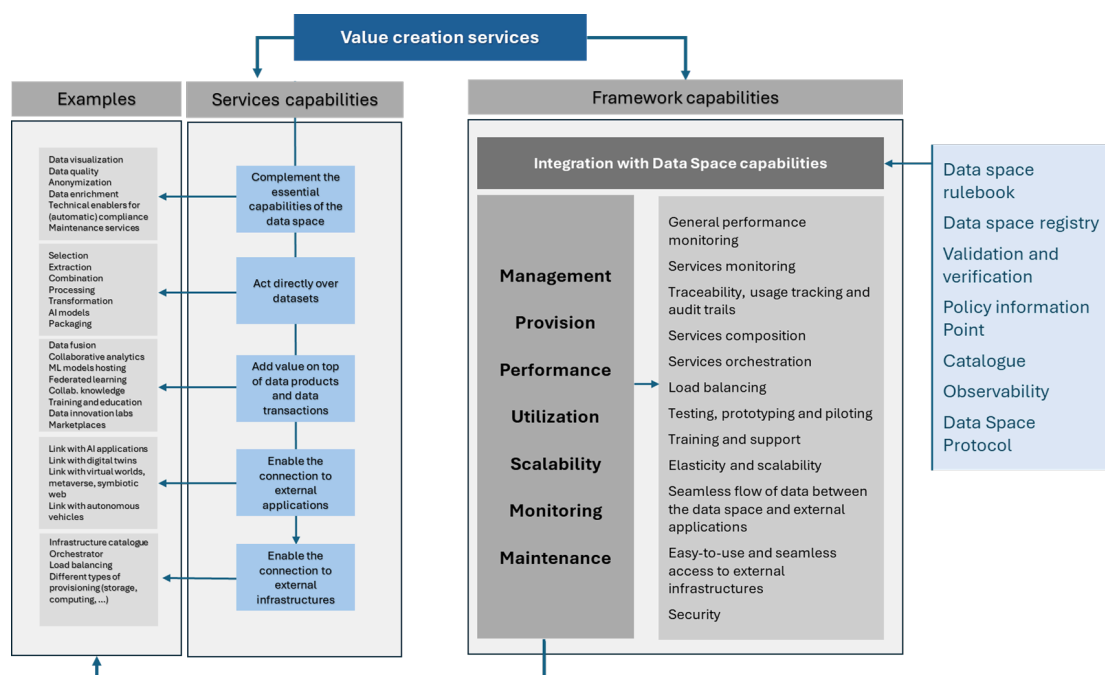 Value creation services
Examples
Services capabilities
Framework capabilities
Data visualization
Data quality
Anonymization
Data enrichment
Technical enablers for
(automatic) compliance
Maintenance services
Complement the
essential
capabilities of the
data space
Selection
Extraction
Combination
Processing
Transformation
AI models
Packaging
Act directly over
datasets
Data fusion
Collaborative analytics
ML models hosting
Federated learning
Collab. knowledge
Training and education
Data innovation labs
Marketplaces
Add value on top
of data products
and data
transactions
Link with AI applications
Link with digital twins
Link with virtual worlds,
metaverse, symbiotic
web
Link with autonomous
vehicles
Enable the
connection to
external
applications
Infrastructure catalogue
Orchestrator
Load balancing
Different types of
provisioning (storage,
computing, ...)
Enable the
connection to
external
infrastructures
Integration with Data Space capabilities
Management
Provision
Performance
Utilization
Scalability
Monitoring
Maintenance
General performance
monitoring
Services monitoring
Traceability, usage tracking and
audit trails
Services composition
Services orchestration
Load balancing
Testing, prototyping and piloting
Training and support
Elasticity and scalability
Seamless flow of data between
the data space and external
applications
Easy-to-use and seamless
access to external
infrastructures
Security
Data space
rulebook
Data space registry
Validation and
verification
Policy information
Point
Catalogue
Observability
Data Space
Protocol